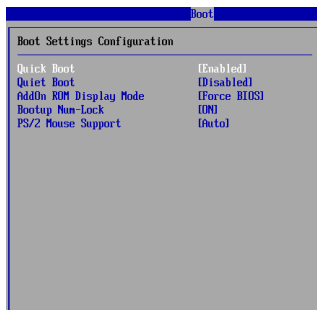 Boot
Boot Settings Configuration
Quick Boot [Enabled]
Quiet Boot [Disabled]
AddOn ROM Display Mode [Force BIOS]
Bootup Num-Lock [ON]
PS/2 Mouse Support [Auto]